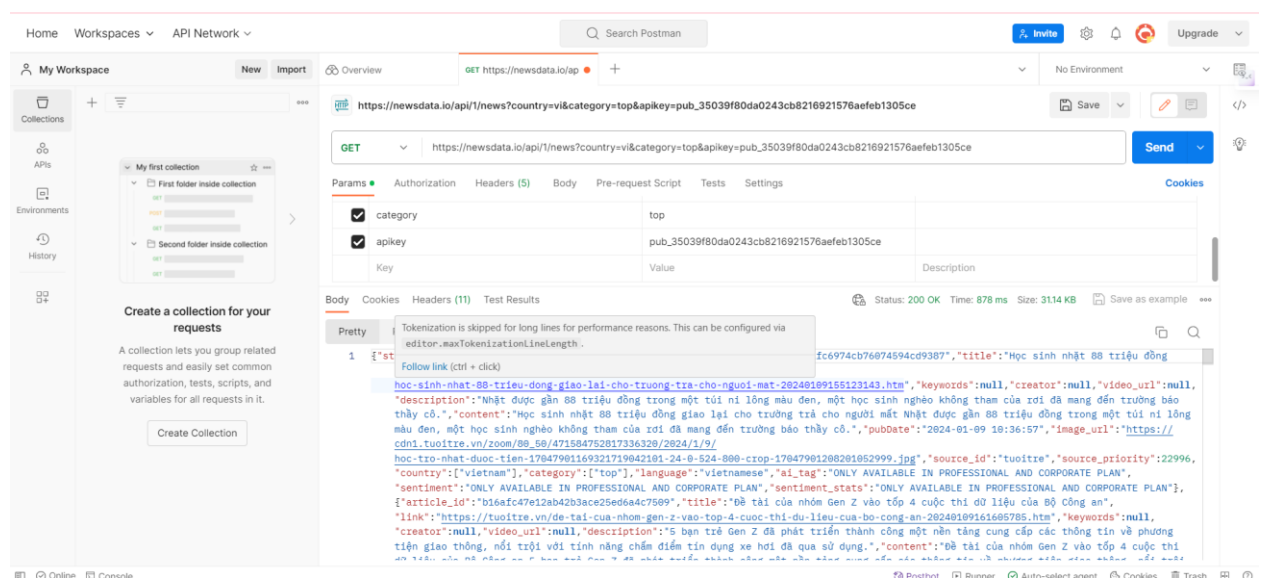 Home Workspaces API Network Search Postman Invite Upgrade
My Workspace New Import Overview GET https://newsdata.io/ap No Environment
Collections
APIs
Environments
History
My first collection
First folder inside collection
GET
POST
GET
Second folder inside collection
GET
GET
Create a collection for your
requests
A collection lets you group related
requests and easily set common
authorization, tests, scripts, and
variables for all requests in it.
Create Collection
HTTP https://newsdata.io/api/1/news?country=vi&category=top&apikey=pub_35039f80da0243cb8216921576aefeb1305ce Save
GET https://newsdata.io/api/1/news?country=vi&category=top&apikey=pub_35039f80da0243cb8216921576aefeb1305ce Send
Params Authorization Headers (5) Body Pre-request Script Tests Settings Cookies
category top
apikey pub_35039f80da0243cb8216921576aefeb1305ce
Key Value Description
Body Cookies Headers (11) Test Results Status: 200 OK Time: 878 ms Size: 31.14 KB Save as example
Pretty
Tokenization is skipped for long lines for performance reasons. This can be configured via
editor.maxTokenizationLineLength.
Follow link (ctrl + click)
1 {"st fc6974cb76074594cd9387","title":"Học sinh nhặt 88 triệu đồng
hoc-sinh-nhat-88-trieu-dong-giao-lai-cho-truong-tra-cho-nguoi-mat-20240109155123143.htm","keywords":null,"creator":null,"video_url":null,
"description":"Nhặt được gần 88 triệu đồng trong một túi ni lông màu đen, một học sinh nghèo không tham của rơi đã mang đến trường báo
thầy cô.","content":"Học sinh nhặt 88 triệu đồng giao lại cho trường trả cho người mất Nhặt được gần 88 triệu đồng trong một túi ni lông
màu đen, một học sinh nghèo không tham của rơi đã mang đến trường báo thầy cô.","pubDate":"2024-01-09 10:36:57","image_url":"https://
cdn1.tuoitre.vn/zoom/80_50/471584752817336320/2024/1/9/
hoc-tro-nhat-duoc-tien-17047901169321719042101-24-0-524-800-crop-17047901208201052999.jpg","source_id":"tuoitre","source_priority":22996,
"country":["vietnam"],"category":["top"],"language":"vietnamese","ai_tag":"ONLY AVAILABLE IN PROFESSIONAL AND CORPORATE PLAN",
"sentiment":"ONLY AVAILABLE IN PROFESSIONAL AND CORPORATE PLAN","sentiment_stats":"ONLY AVAILABLE IN PROFESSIONAL AND CORPORATE PLAN"},
{"article_id":"b16afc47e12ab42b3ace25ed6a4c7509","title":"Đề tài của nhóm Gen Z vào tốp 4 cuộc thi dữ liệu của Bộ Công an",
"link":"https://tuoitre.vn/de-tai-cua-nhom-gen-z-vao-top-4-cuoc-thi-du-lieu-cua-bo-cong-an-20240109161605785.htm","keywords":null,
"creator":null,"video_url":null,"description":"5 bạn trẻ Gen Z đã phát triển thành công một nền tảng cung cấp các thông tin về phương
tiện giao thông, nổi trội với tính năng chấm điểm tín dụng xe hơi đã qua sử dụng.","content":"Đề tài của nhóm Gen Z vào tốp 4 cuộc thi
Online Console Postbot Runner Auto-select agent Cookies Trash